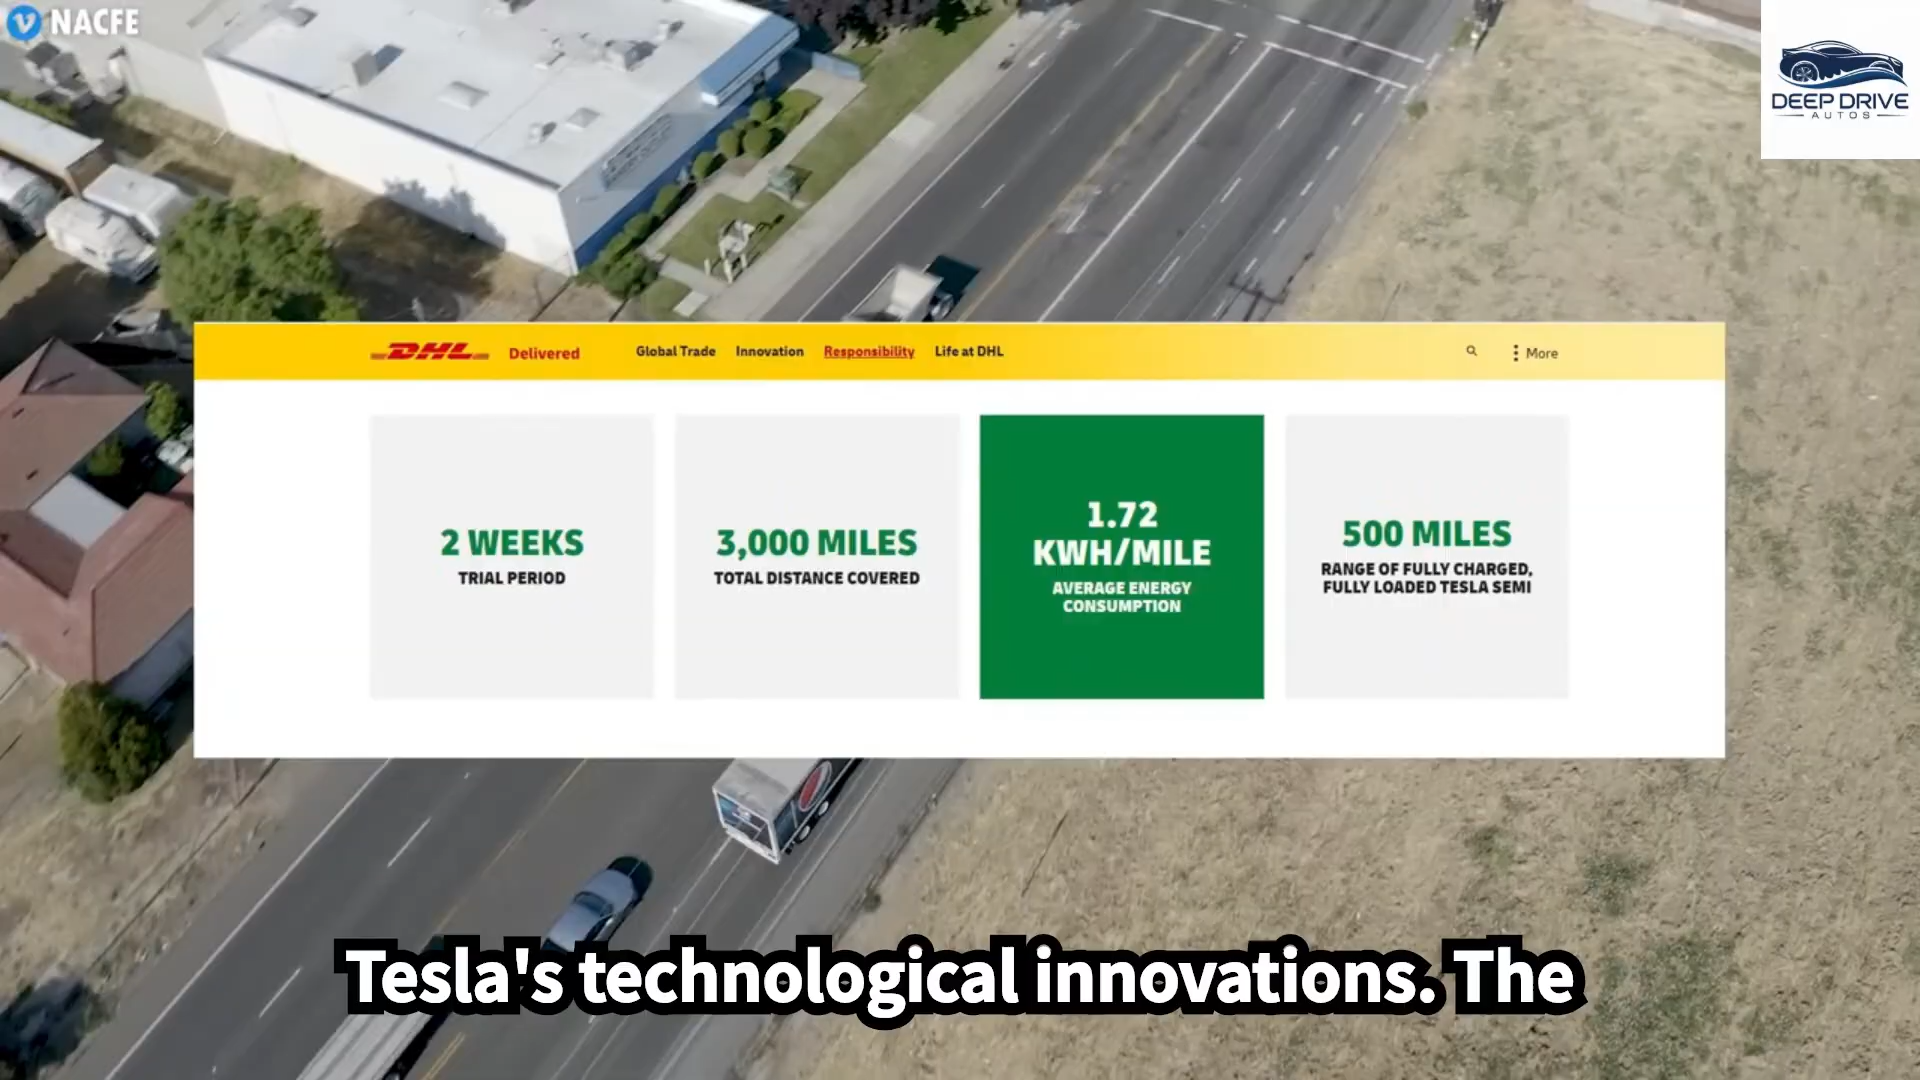 NACFE
DEEP DRIVE
AUTOS
DHL Delivered Global Trade Innovation Responsibility Life at DHL More
2 WEEKS
TRIAL PERIOD
3,000 MILES
TOTAL DISTANCE COVERED
1.72
KWH/MILE
AVERAGE ENERGY
CONSUMPTION
500 MILES
RANGE OF FULLY CHARGED,
FULLY LOADED TESLA SEMI
Tesla's technological innovations. The